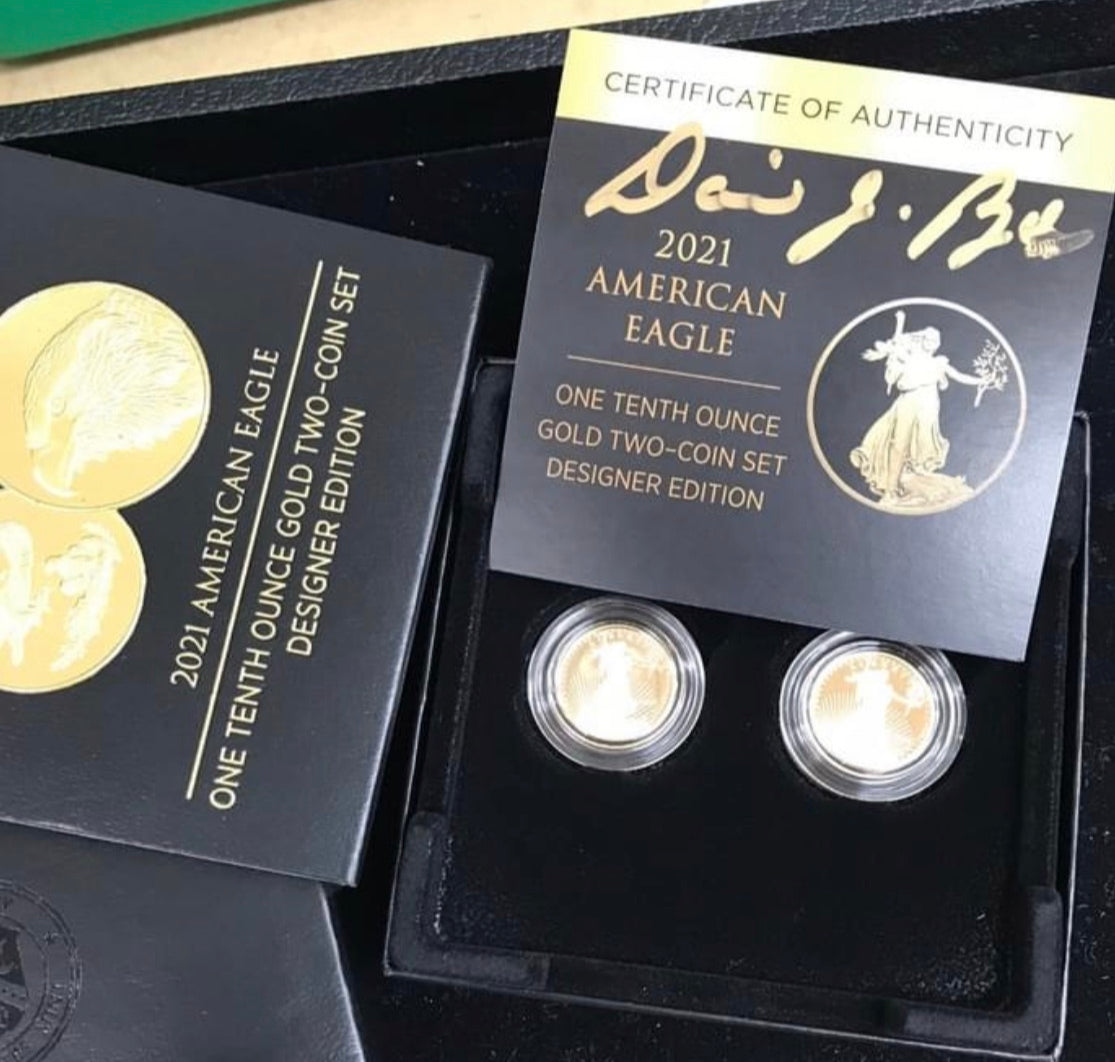 CERTIFICATE OF AUTHENTICITY
2021
AMERICAN
EAGLE
ONE TENTH OUNCE
GOLD TWO-COIN SET
DESIGNER EDITION
2021 AMERICAN EAGLE
ONE TENTH OUNCE GOLD TWO-COIN SET
DESIGNER EDITION